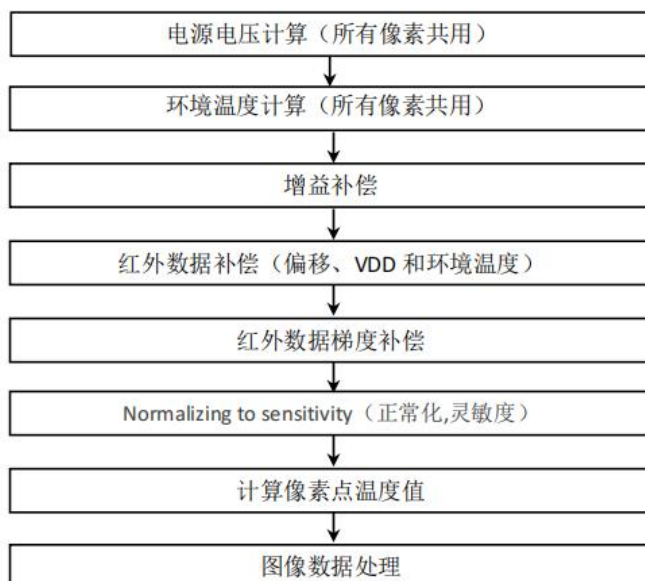 电源电压计算（所有像素共用）
环境温度计算（所有像素共用）
增益补偿
红外数据补偿（偏移、VDD 和环境温度）
红外数据梯度补偿
Normalizing to sensitivity（正常化,灵敏度）
计算像素点温度值
图像数据处理